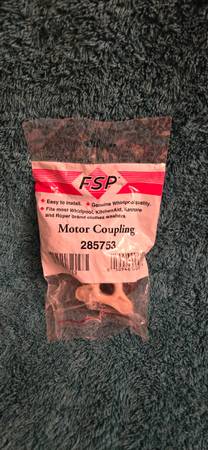 FSP
Easy to install. Genuine Whirlpool quality.
Fits most Whirlpool, KitchenAid, Kenmore
and Roper brand clothes washers.
Motor Coupling
285753